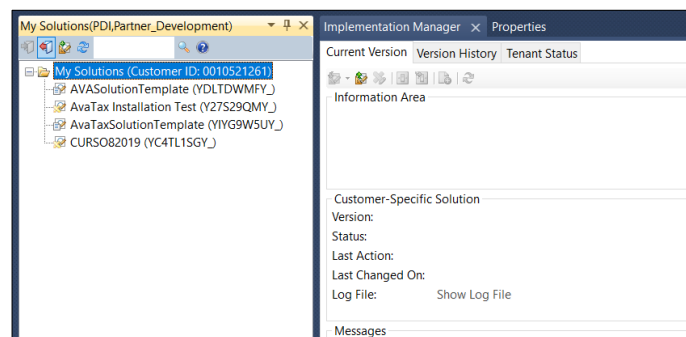 My Solutions(PDI,Partner_Development)
My Solutions (Customer ID: 0010521261)
AVASolutionTemplate (YDLTDWMFY_)
AvaTax Installation Test (Y27S29QMY_)
AvaTaxSolutionTemplate (YIYG9W5UY_)
CURSO82019 (YC4TL1SGY_)
Implementation Manager Properties
Current Version Version History Tenant Status
Information Area
Customer-Specific Solution
Version:
Status:
Last Action:
Last Changed On:
Log File: Show Log File
Messages